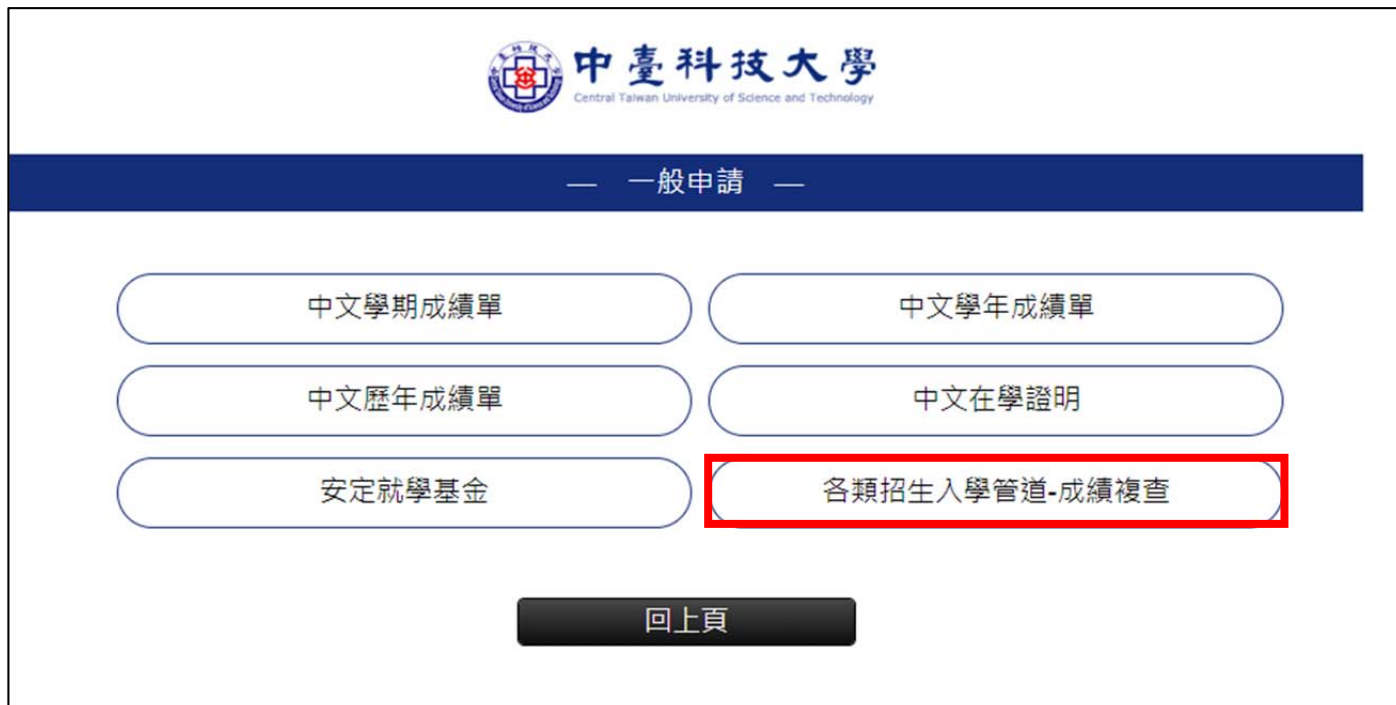 中臺科技大學
Central Taiwan University of Science and Technology
— 一般申請 —
中文學期成績單
中文學年成績單
中文歷年成績單
中文在學證明
安定就學基金
各類招生入學管道-成績複查
回上頁